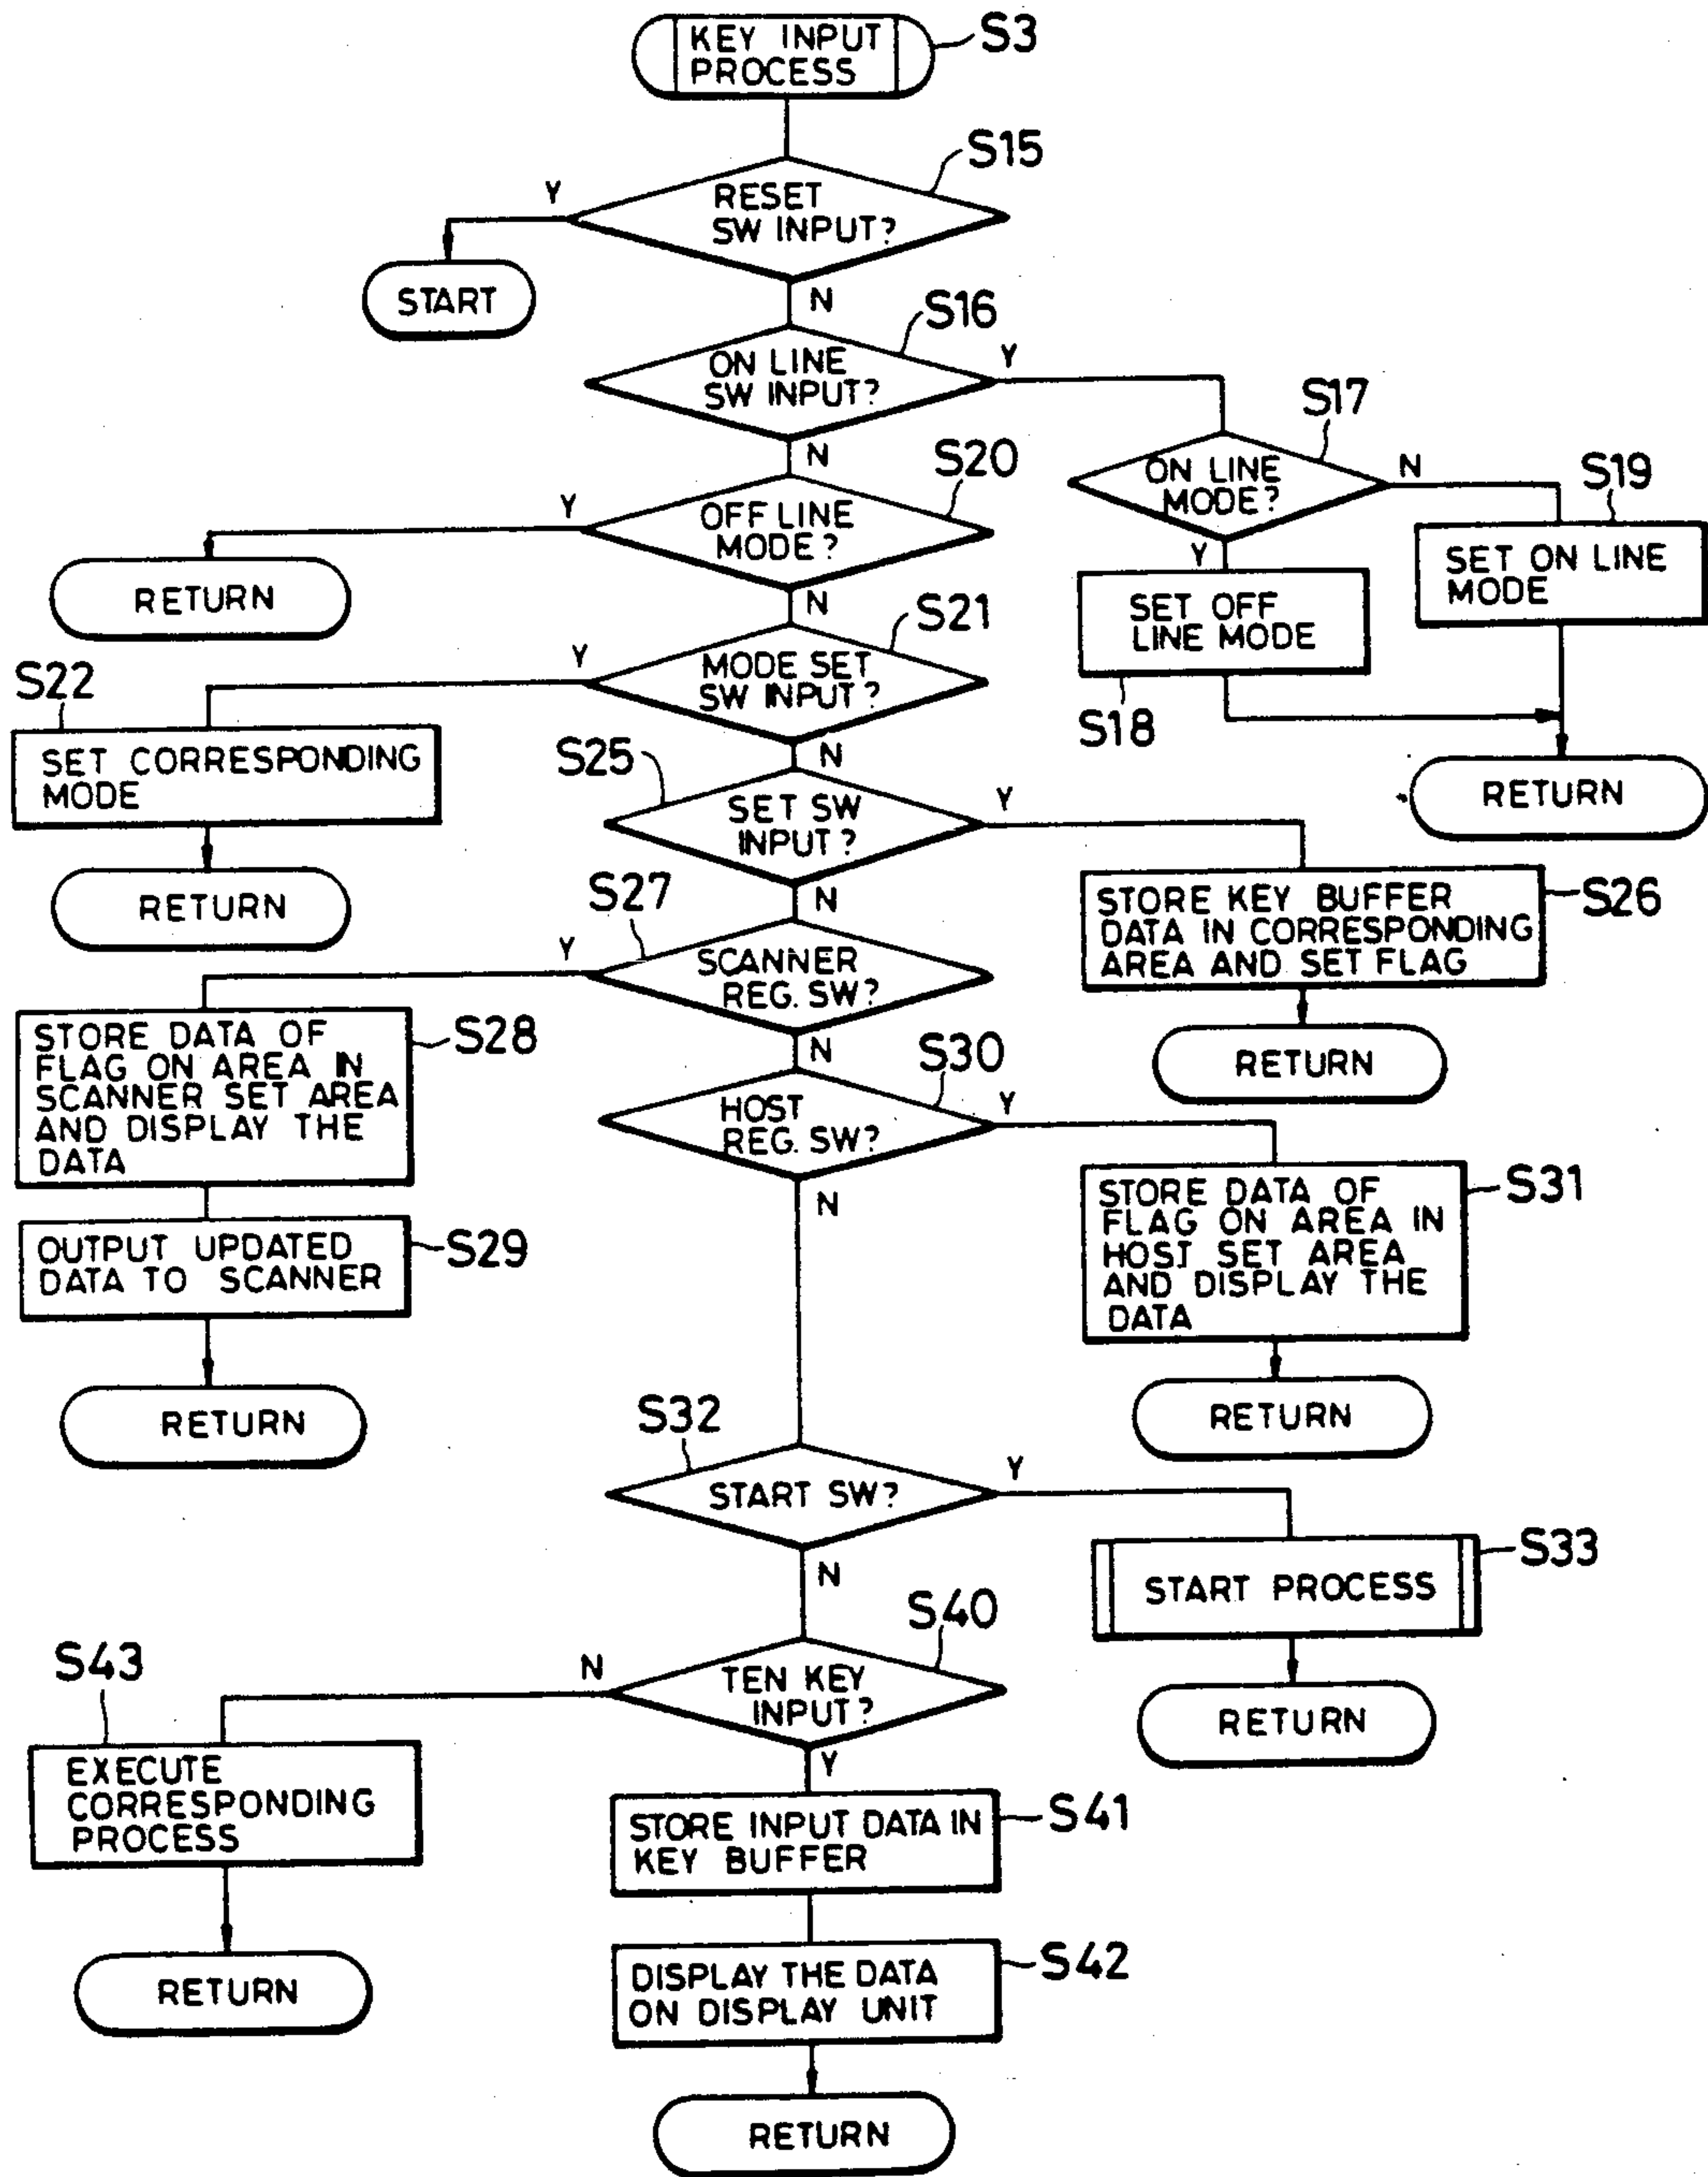 KEY INPUT
PROCESS
S3
S15
Y
RESET
SW INPUT?
START
N
S16
ON LINE
SW INPUT?
Y
S17
N
S20
ON LINE
MODE?
N
S19
Y
OFF LINE
MODE?
Y
SET ON LINE
MODE
RETURN
N
SET OFF
LINE MODE
S21
S22
Y
MODE SET
SW INPUT?
S18
SET CORRESPONDING
MODE
S25
N
RETURN
SET SW
INPUT?
Y
RETURN
S27
N
STORE KEY BUFFER
DATA IN CORRESPONDING
AREA AND SET FLAG
S26
Y
SCANNER
REG. SW?
STORE DATA OF
FLAG ON AREA IN
SCANNER SET AREA
AND DISPLAY THE
DATA
S28
N
S30
RETURN
HOST
REG. SW?
Y
N
STORE DATA OF
FLAG ON AREA IN
HOST SET AREA
AND DISPLAY THE
DATA
S31
OUTPUT UPDATED
DATA TO SCANNER
S29
RETURN
RETURN
S32
START SW?
Y
S33
N
START PROCESS
S40
S43
N
TEN KEY
INPUT?
RETURN
EXECUTE
CORRESPONDING
PROCESS
Y
STORE INPUT DATA IN
KEY BUFFER
S41
RETURN
DISPLAY THE DATA
ON DISPLAY UNIT
S42
RETURN